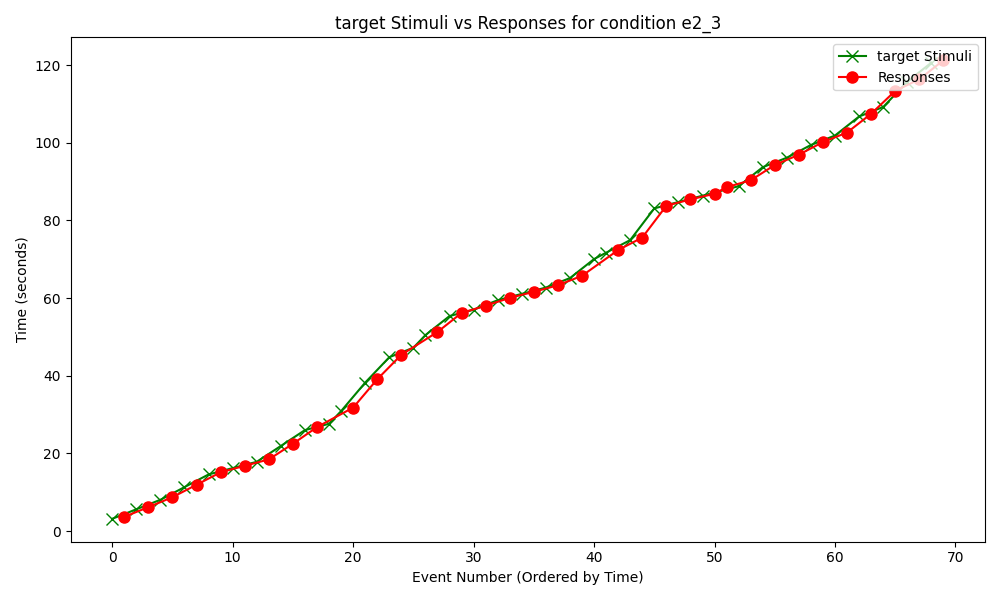 target Stimuli vs Responses for condition e2_3
target Stimuli
Responses
Time (seconds)
120
100
80
60
40
20
0
0 10 20 30 40 50 60 70
Event Number (Ordered by Time)